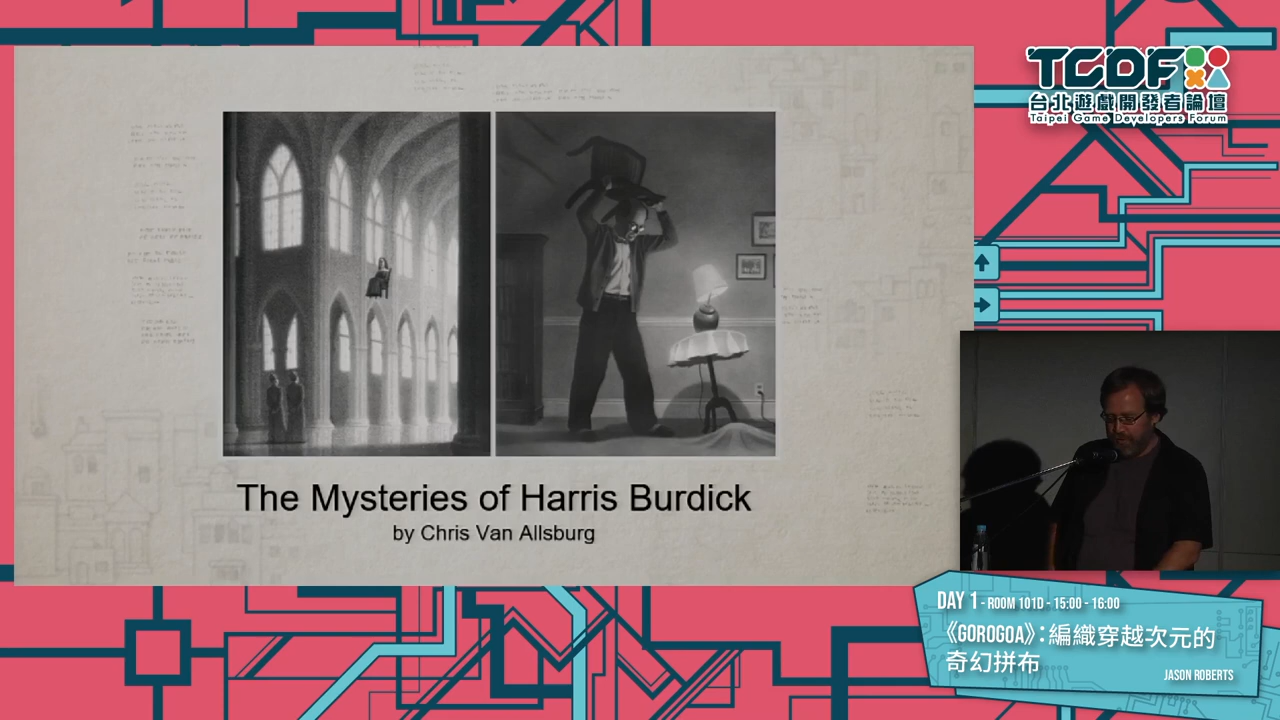 TGDF
台北遊戲開發者論壇
Taipei Game Developers Forum
The Mysteries of Harris Burdick
by Chris Van Allsburg
DAY 1 - ROOM 101D - 15:00 - 16:00
《GOROGOA》：編織穿越次元的
奇幻拼布
JASON ROBERTS